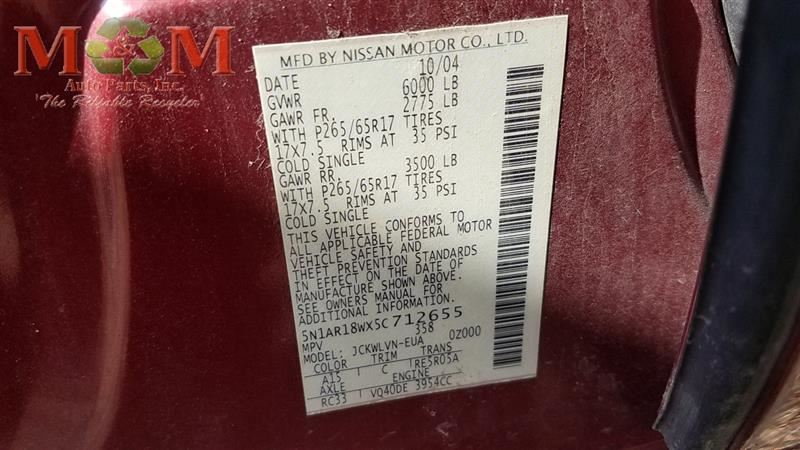 M&M
Auto Parts, Inc.
"The Reliable Recycler"
MFD BY NISSAN MOTOR CO., LTD.
DATE 10/04
GVWR 6000 LB
GAWR FR. 2775 LB
WITH P265/65R17 TIRES
17X7.5 RIMS AT 35 PSI
COLD SINGLE
GAWR RR. 3500 LB
WITH P265/65R17 TIRES
17X7.5 RIMS AT 35 PSI
COLD SINGLE
THIS VEHICLE CONFORMS TO
ALL APPLICABLE FEDERAL MOTOR
VEHICLE SAFETY AND
THEFT PREVENTION STANDARDS
IN EFFECT ON THE DATE OF
MANUFACTURE SHOWN ABOVE.
SEE OWNERS MANUAL FOR
ADDITIONAL INFORMATION.
5N1AR18WX5C712655
MPV 358 0Z000
MODEL: JCKWLVN-EUA
COLOR TRIM TRANS
A15 C RE5R05A
AXLE ENGINE
RC33 VQ40DE 3954CC